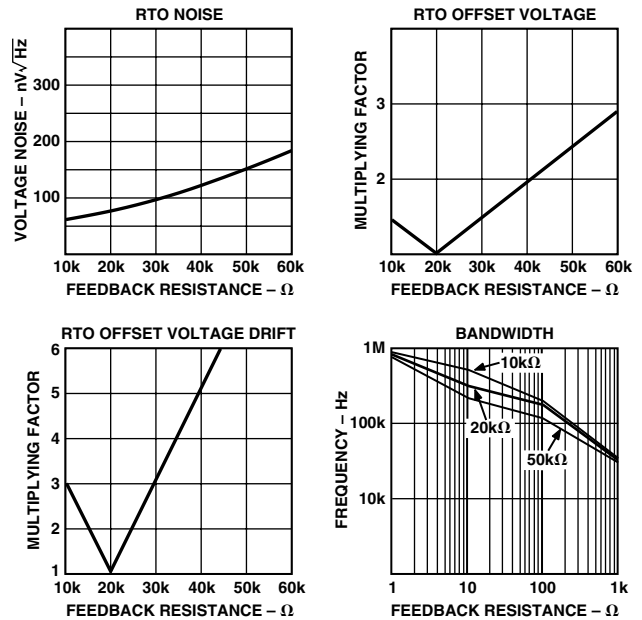 RTO NOISE
VOLTAGE NOISE – nV√Hz
300
200
100
10k 20k 30k 40k 50k 60k
FEEDBACK RESISTANCE – Ω
RTO OFFSET VOLTAGE
MULTIPLYING FACTOR
3
2
1
10k 20k 30k 40k 50k 60k
FEEDBACK RESISTANCE – Ω
RTO OFFSET VOLTAGE DRIFT
MULTIPLYING FACTOR
6
5
4
3
2
1
10k 20k 30k 40k 50k 60k
FEEDBACK RESISTANCE – Ω
BANDWIDTH
FREQUENCY – Hz
1M
100k
10k
10kΩ
20kΩ
50kΩ
1 10 100 1k
FEEDBACK RESISTANCE – Ω